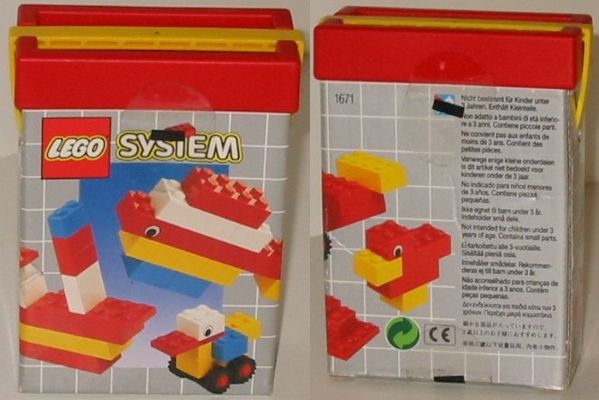 LEGO SYSTEM
1671
Nicht bestimmt für Kinder unter
3 Jahren. Enthält Kleinteile.
Non adatto a bambini di età inferio-
re a 3 anni. Contiene piccole parti.
Ne convient pas aux enfants de
moins de 3 ans. Contient des
petites pièces.
Vanwege enige kleine onderdelen
is dit artikel niet bedoeld voor
kinderen onder de 3 jaar.
No indicado para niños menores
de 3 años. Contiene piezas
pequeñas.
Ikke egnet til børn under 3 år.
Indeholder små dele.
Not intended for children under 3
years of age. Contains small parts.
Ei tarkoitettu alle 3-vuotiaille.
Sisältää pieniä osia.
Innehåller smådelar. Rekommen-
deras ej till barn under 3 år.
Não aconselhado para crianças de
idade inferior a 3 anos. Contém
peças pequenas.
CE